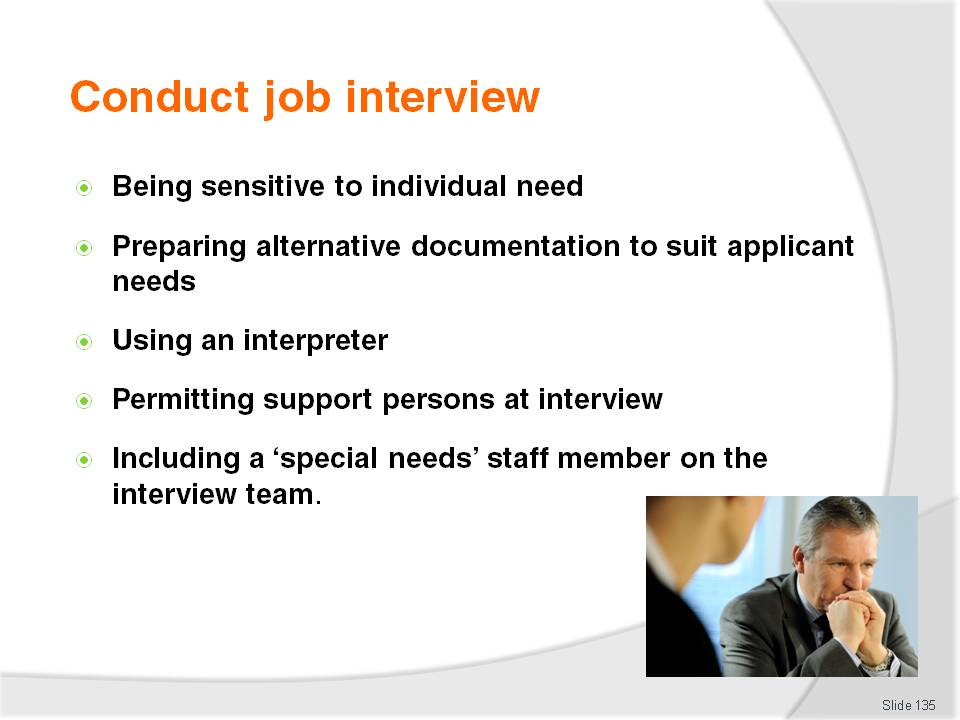 Conduct job interview
Being sensitive to individual need
Preparing alternative documentation to suit applicant
needs
Using an interpreter
Permitting support persons at interview
Including a ‘special needs’ staff member on the
interview team.
Slide 135